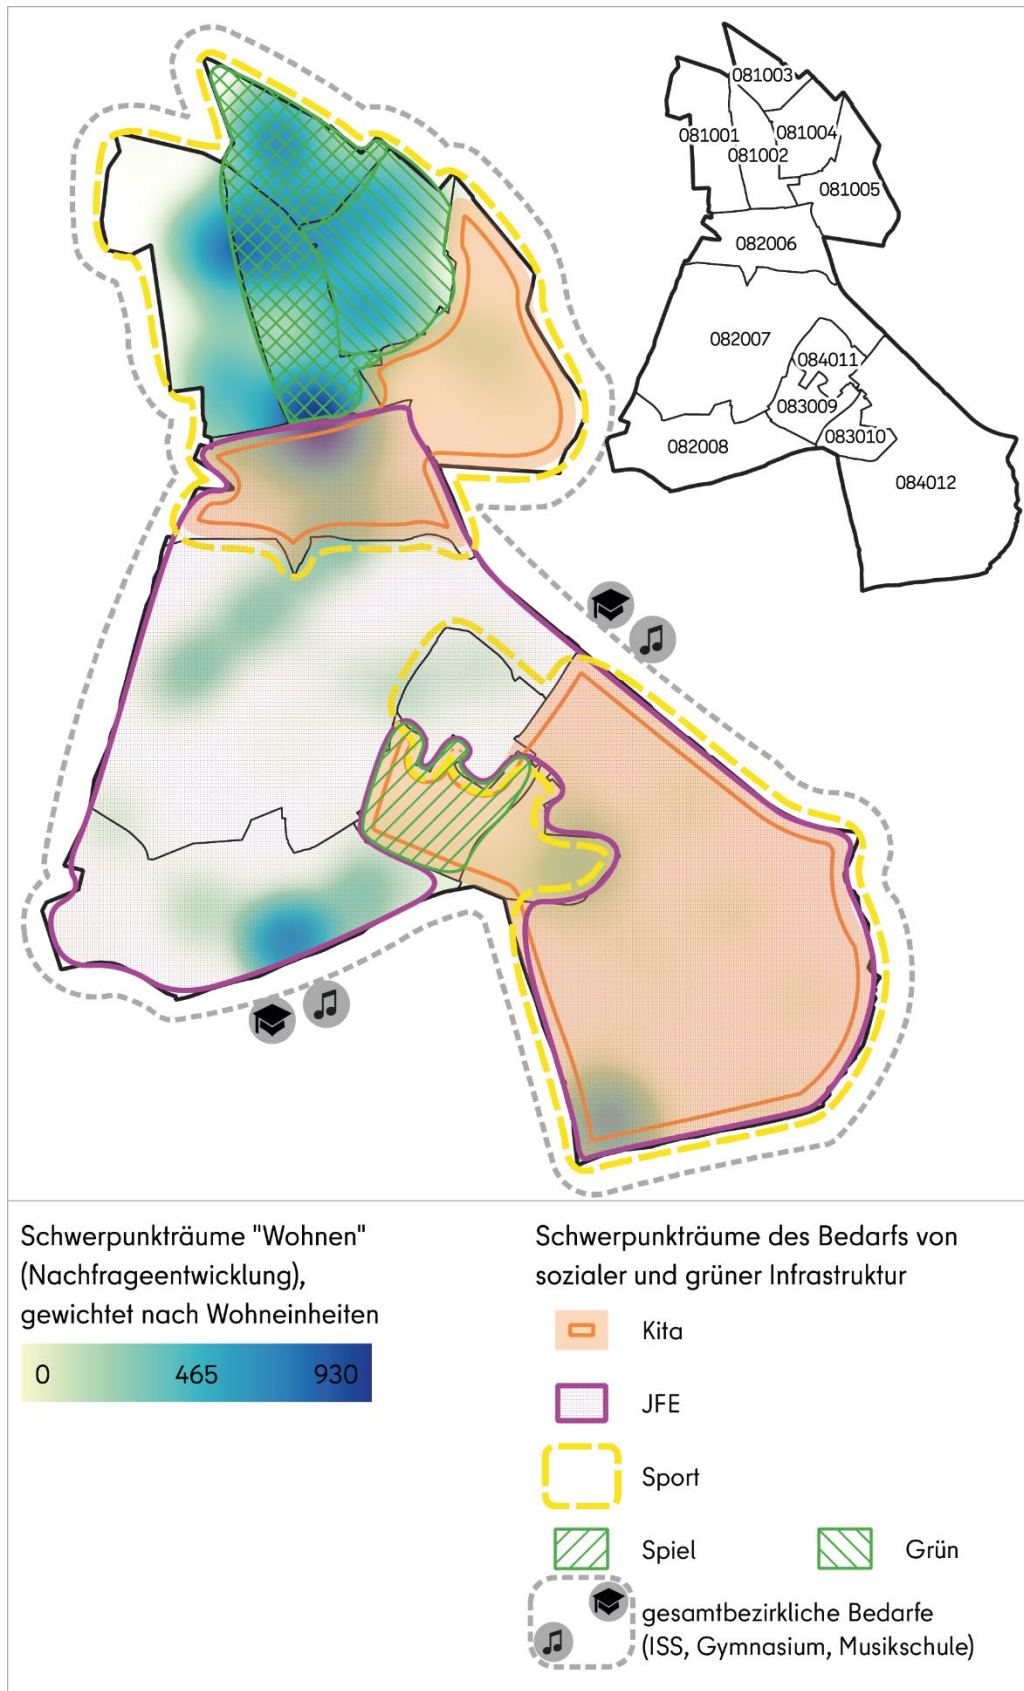 081003
081001
081004
081002
081005
082006
082007
084011
083009
083010
082008
084012
Schwerpunkträume "Wohnen"
(Nachfrageentwicklung),
gewichtet nach Wohneinheiten
0 465 930
Schwerpunkträume des Bedarfs von
sozialer und grüner Infrastruktur
Kita
JFE
Sport
Spiel Grün
gesamtbezirkliche Bedarfe
(ISS, Gymnasium, Musikschule)